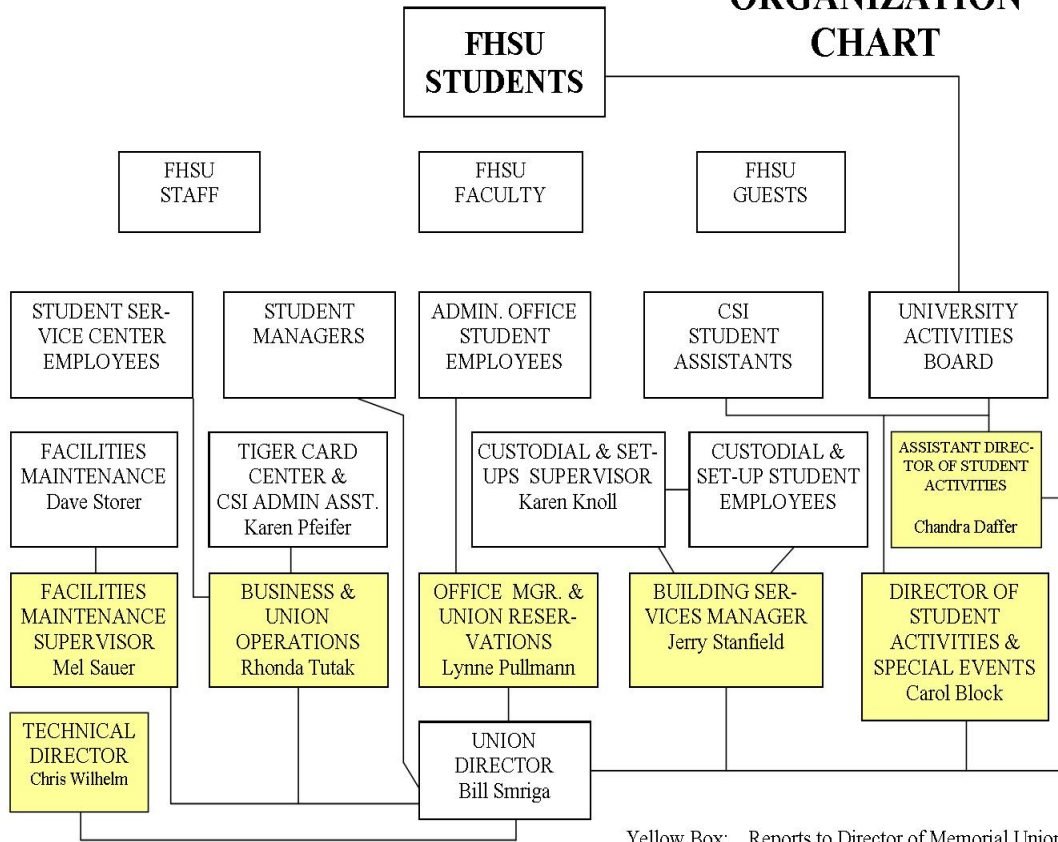 ORGANIZATION
CHART
FHSU
STUDENTS
FHSU
STAFF
FHSU
FACULTY
FHSU
GUESTS
STUDENT SER-
VICE CENTER
EMPLOYEES
STUDENT
MANAGERS
ADMIN. OFFICE
STUDENT
EMPLOYEES
CSI
STUDENT
ASSISTANTS
UNIVERSITY
ACTIVITIES
BOARD
FACILITIES
MAINTENANCE
Dave Storer
TIGER CARD
CENTER &
CSI ADMIN ASST.
Karen Pfeifer
CUSTODIAL & SET-
UPS SUPERVISOR
Karen Knoll
CUSTODIAL &
SET-UP STUDENT
EMPLOYEES
ASSISTANT DIREC-
TOR OF STUDENT
ACTIVITIES
Chandra Daffer
FACILITIES
MAINTENANCE
SUPERVISOR
Mel Sauer
BUSINESS &
UNION
OPERATIONS
Rhonda Tutak
OFFICE MGR. &
UNION RESER-
VATIONS
Lynne Pullmann
BUILDING SER-
VICES MANAGER
Jerry Stanfield
DIRECTOR OF
STUDENT
ACTIVITIES &
SPECIAL EVENTS
Carol Block
TECHNICAL
DIRECTOR
Chris Wilhelm
UNION
DIRECTOR
Bill Smriga
Yellow Box: Reports to Director of Memorial Union